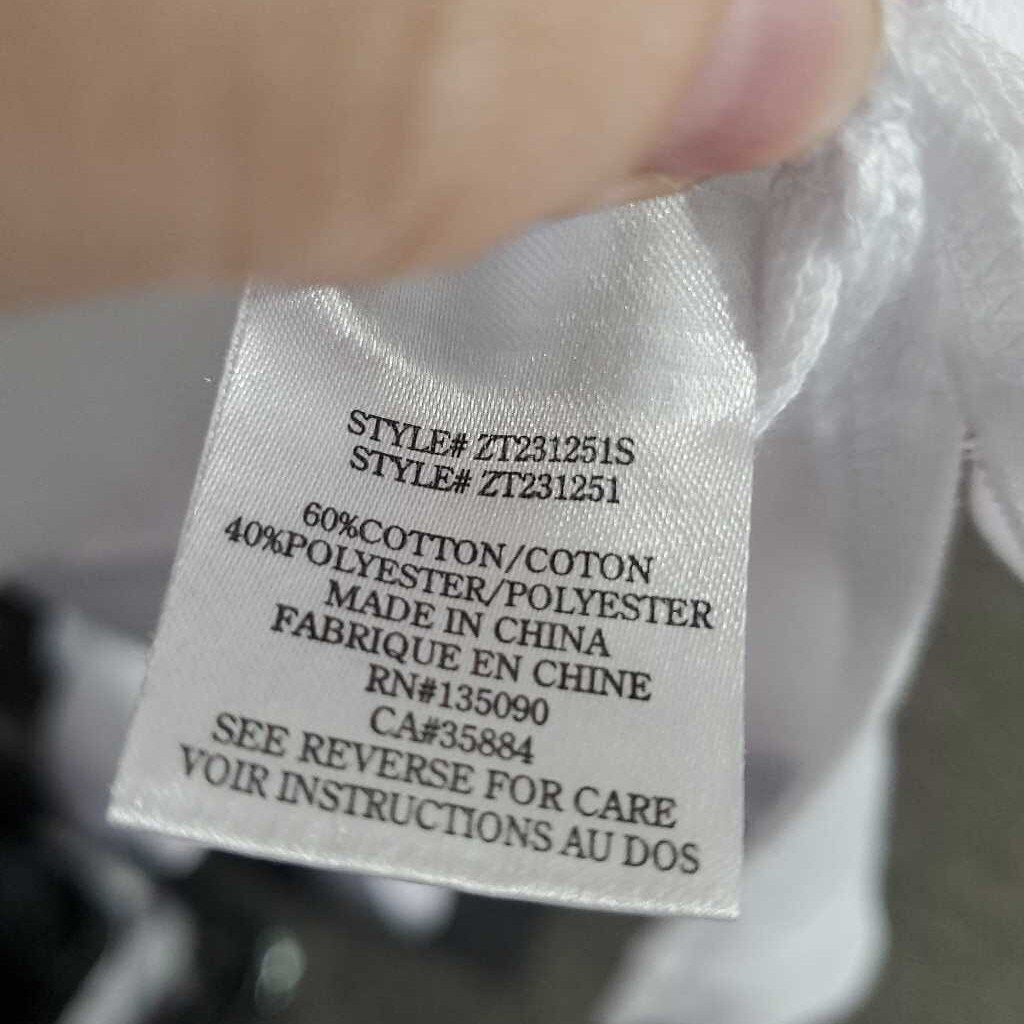 STYLE# ZT231251S
STYLE# ZT231251
60%COTTON/COTON
40%POLYESTER/POLYESTER
MADE IN CHINA
FABRIQUE EN CHINE
RN#135090
CA#35884
SEE REVERSE FOR CARE
VOIR INSTRUCTIONS AU DOS